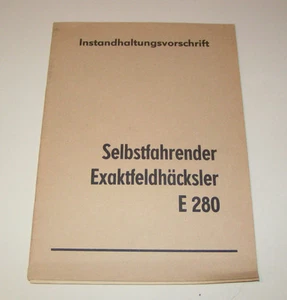 Instandhaltungsvorschrift
Selbstfahrender
Exaktfeldhäcksler
E 280